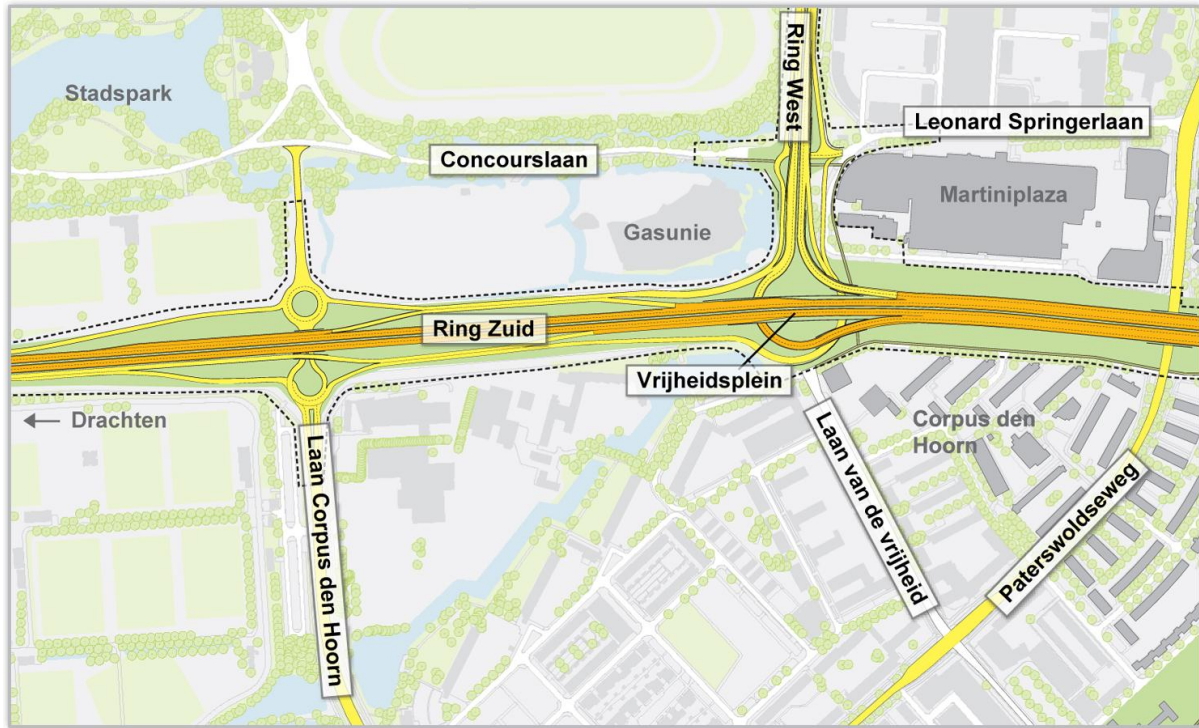 Ring West
Stadspark
Leonard Springerlaan
Concourslaan
Martiniplaza
Gasunie
Ring Zuid
Vrijheidsplein
Drachten
Corpus den
Hoorn
Laan Corpus den Hoorn
Laan van de vrijheid
Paterswoldseweg